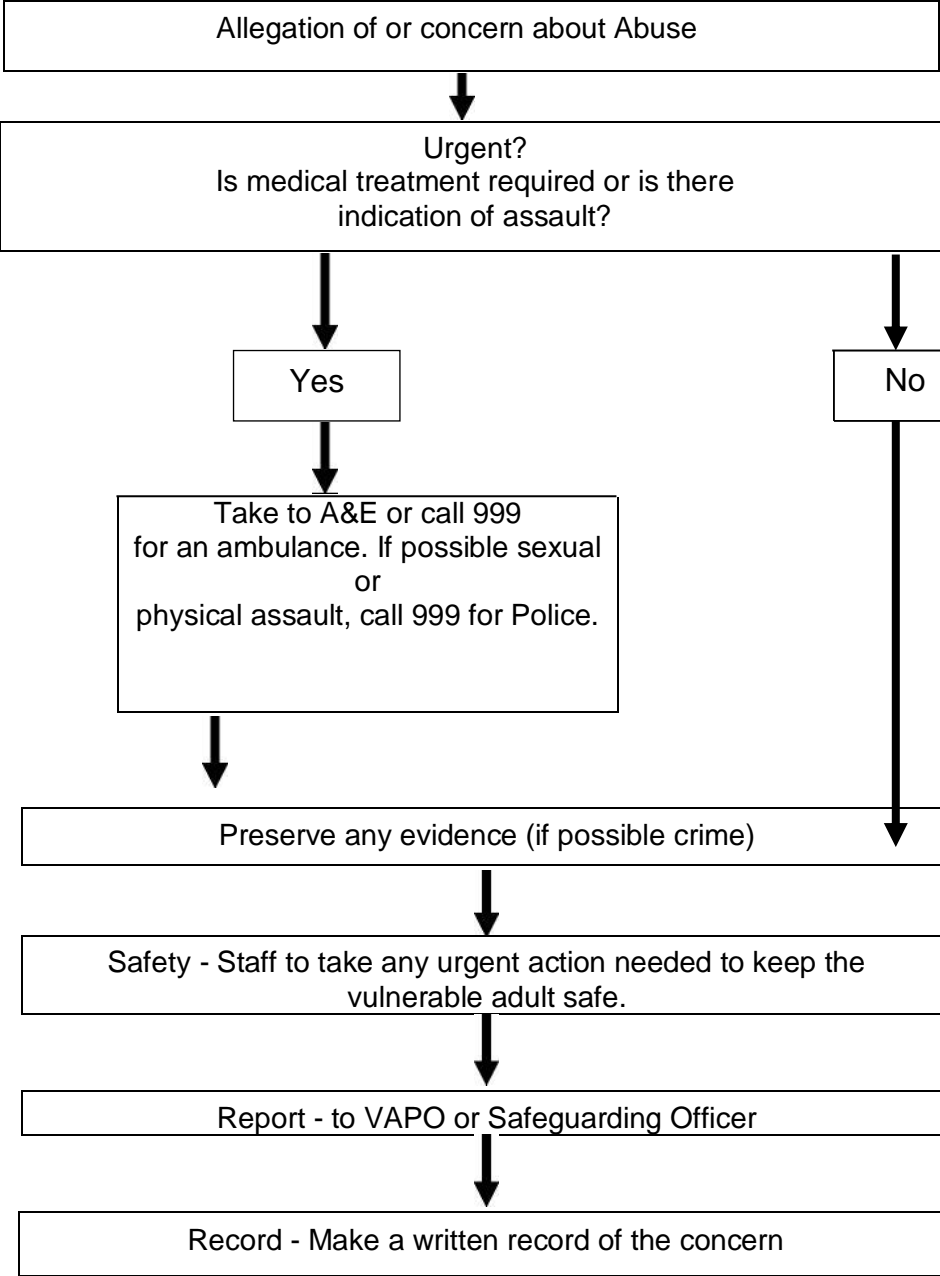 Allegation of or concern about Abuse
Urgent?
Is medical treatment required or is there
indication of assault?
Yes
No
Take to A&E or call 999
for an ambulance. If possible sexual
or
physical assault, call 999 for Police.
Preserve any evidence (if possible crime)
Safety - Staff to take any urgent action needed to keep the
vulnerable adult safe.
Report - to VAPO or Safeguarding Officer
Record - Make a written record of the concern